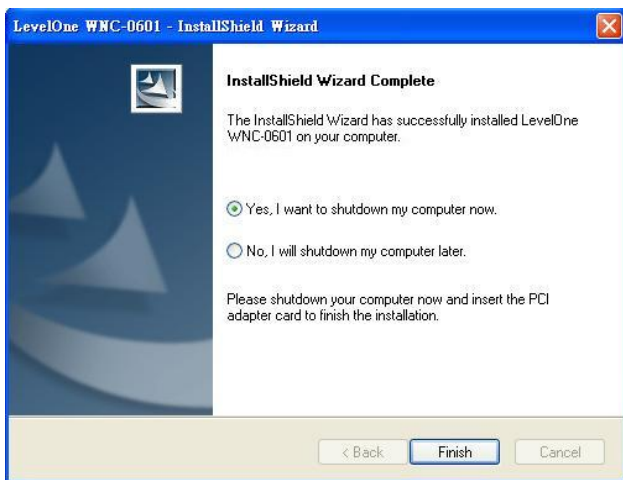 LevelOne WNC-0601 - InstallShield Wizard
InstallShield Wizard Complete
The InstallShield Wizard has successfully installed LevelOne
WNC-0601 on your computer.
Yes, I want to shutdown my computer now.
No, I will shutdown my computer later.
Please shutdown your computer now and insert the PCI
adapter card to finish the installation.
< Back Finish Cancel